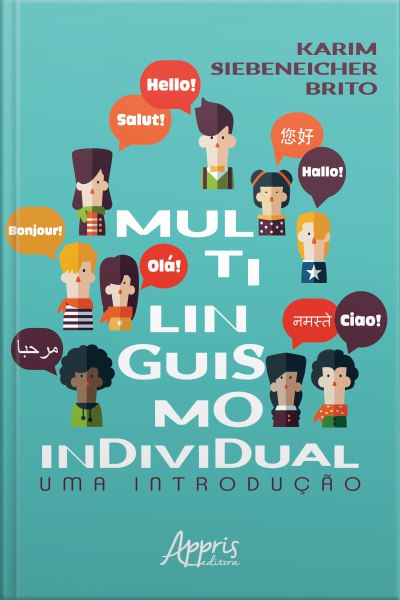 KARIM
SIEBENEICHER
BRITO
Hello!
Salut!
您好
Hallo!
Bonjour!
Olá!
नमस्ते
Ciao!
مرحبا
MUL
TI
LIN
GUIS
MO
INDIVIDUAL
UMA INTRODUÇÃO
Appris
editora